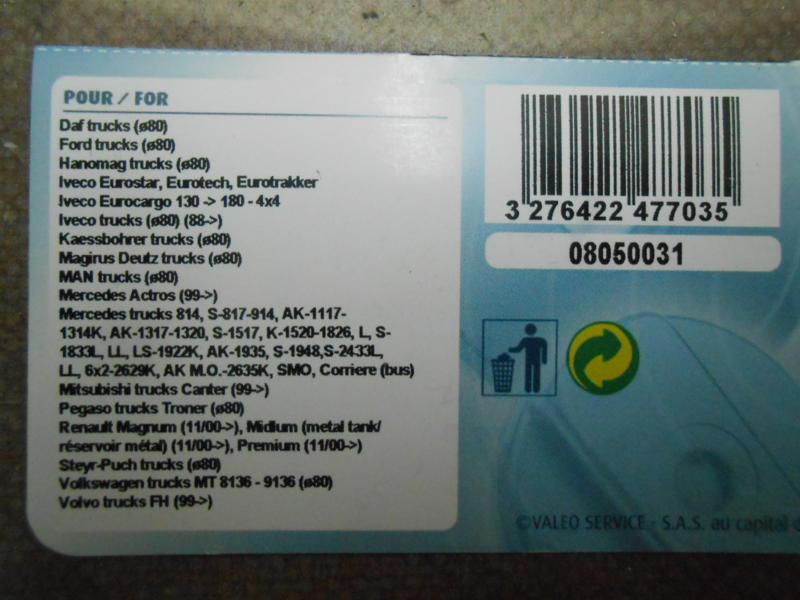 POUR / FOR
Daf trucks (ø80)
Ford trucks (ø80)
Hanomag trucks (ø80)
Iveco Eurostar, Eurotech, Eurotrakker
Iveco Eurocargo 130 -> 180 - 4x4
Iveco trucks (ø80) (88->)
Kaessbohrer trucks (ø80)
Magirus Deutz trucks (ø80)
MAN trucks (ø80)
Mercedes Actros (99->)
Mercedes trucks 814, S-817-914, AK-1117-
1314K, AK-1317-1320, S-1517, K-1520-1826, L, S-
1833L, LL, LS-1922K, AK-1935, S-1948,S-2433L,
LL, 6x2-2629K, AK M.O.-2635K, SMO, Corriere (bus)
Mitsubishi trucks Canter (99->)
Pegaso trucks Troner (ø80)
Renault Magnum (11/00->), Midlum (metal tank/
réservoir métal) (11/00->), Premium (11/00->)
Steyr-Puch trucks (ø80)
Volkswagen trucks MT 8136 - 9136 (ø80)
Volvo trucks FH (99->)
3 276422 477035
08050031
©VALEO SERVICE - S.A.S. au capital